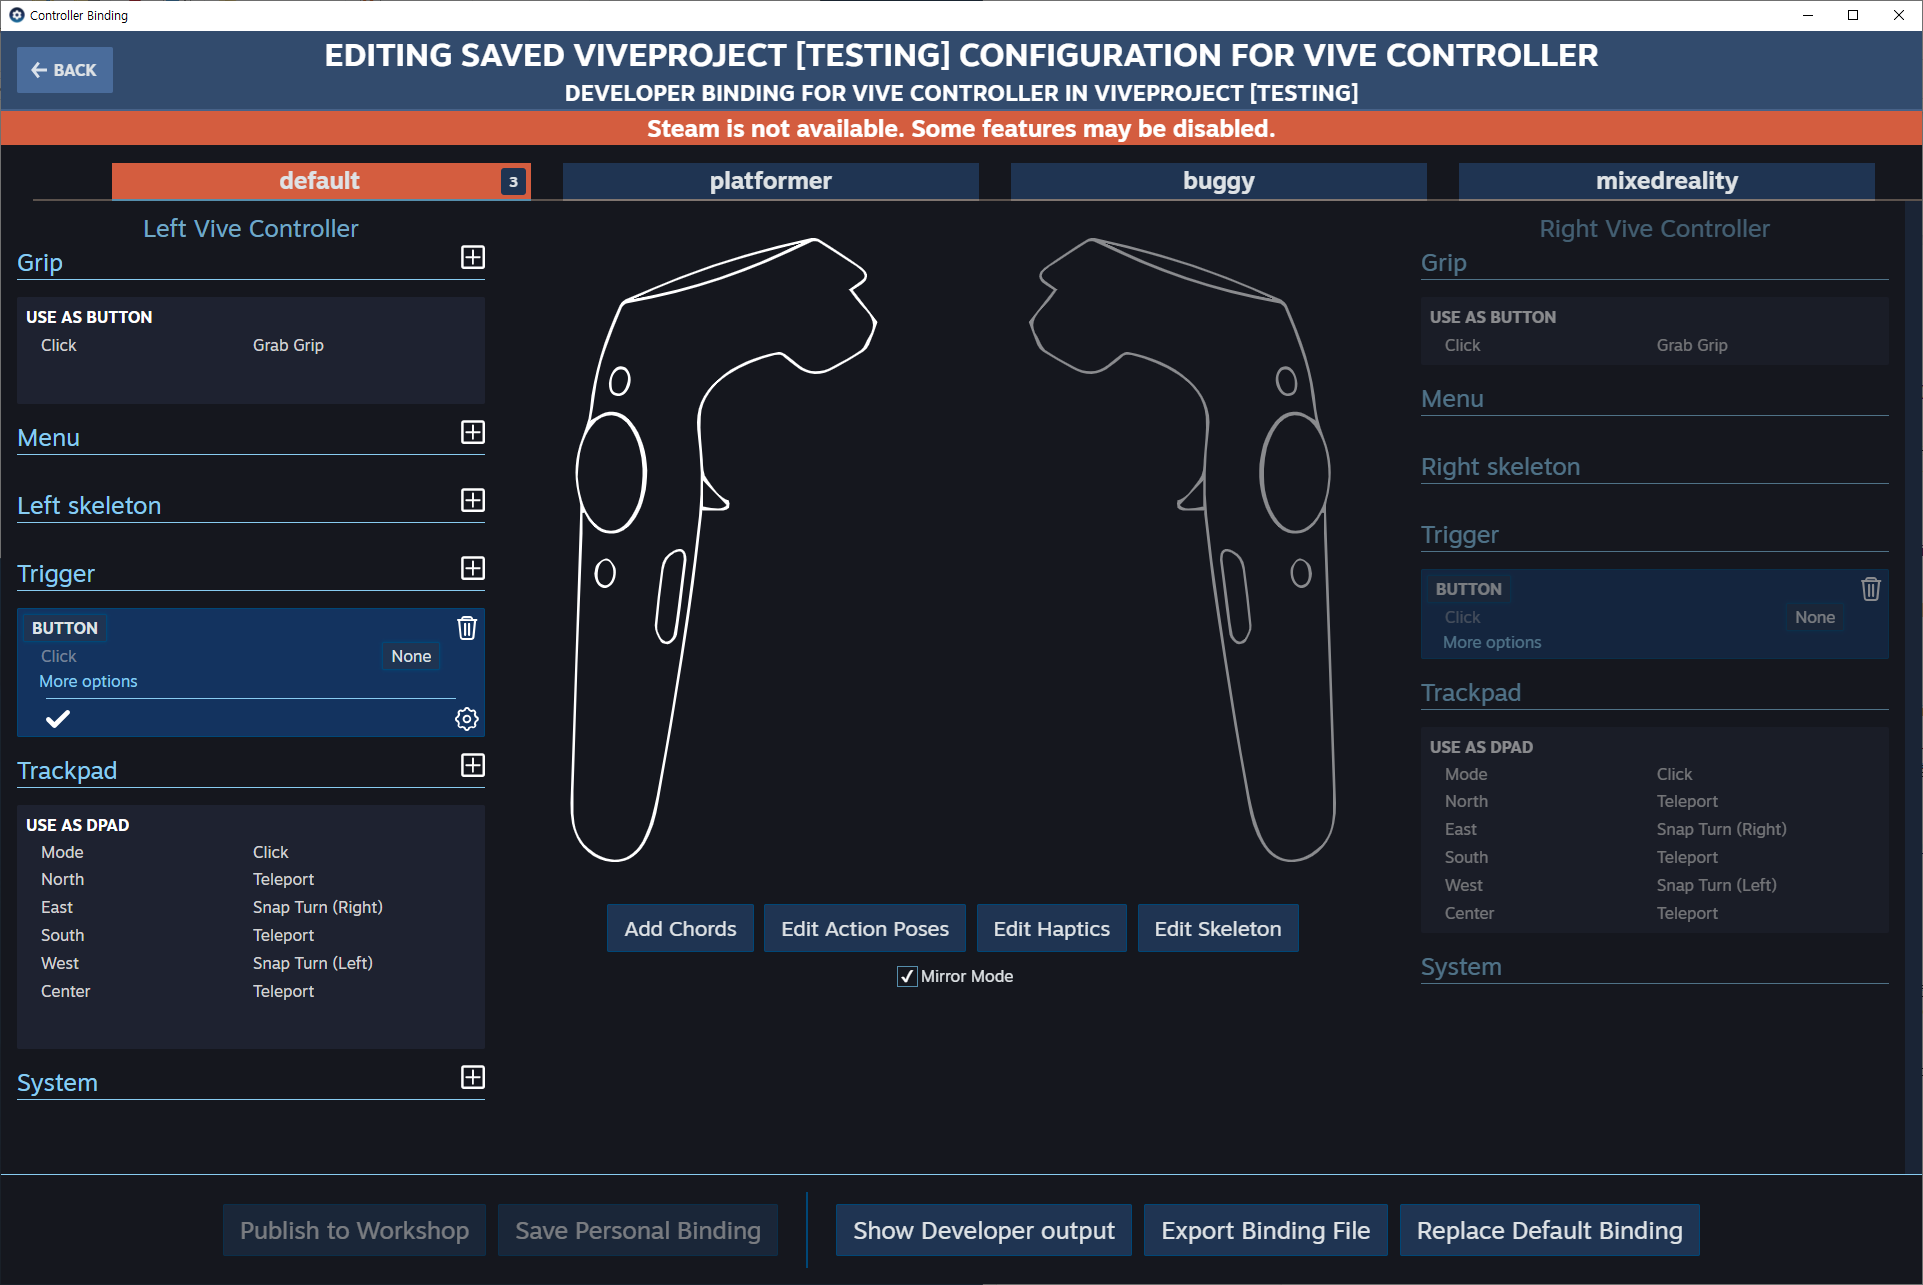 Controller Binding
BACK
EDITING SAVED VIVEPROJECT [TESTING] CONFIGURATION FOR VIVE CONTROLLER
DEVELOPER BINDING FOR VIVE CONTROLLER IN VIVEPROJECT [TESTING]
Steam is not available. Some features may be disabled.
default 3
platformer
buggy
mixedreality
Left Vive Controller
Grip
USE AS BUTTON
Click Grab Grip
Menu
Left skeleton
Trigger
BUTTON
Click None
More options
Trackpad
USE AS DPAD
Mode Click
North Teleport
East Snap Turn (Right)
South Teleport
West Snap Turn (Left)
Center Teleport
System
Add Chords
Edit Action Poses
Edit Haptics
Edit Skeleton
Mirror Mode
Right Vive Controller
Grip
USE AS BUTTON
Click Grab Grip
Menu
Right skeleton
Trigger
BUTTON
Click None
More options
Trackpad
USE AS DPAD
Mode Click
North Teleport
East Snap Turn (Right)
South Teleport
West Snap Turn (Left)
Center Teleport
System
Publish to Workshop
Save Personal Binding
Show Developer output
Export Binding File
Replace Default Binding